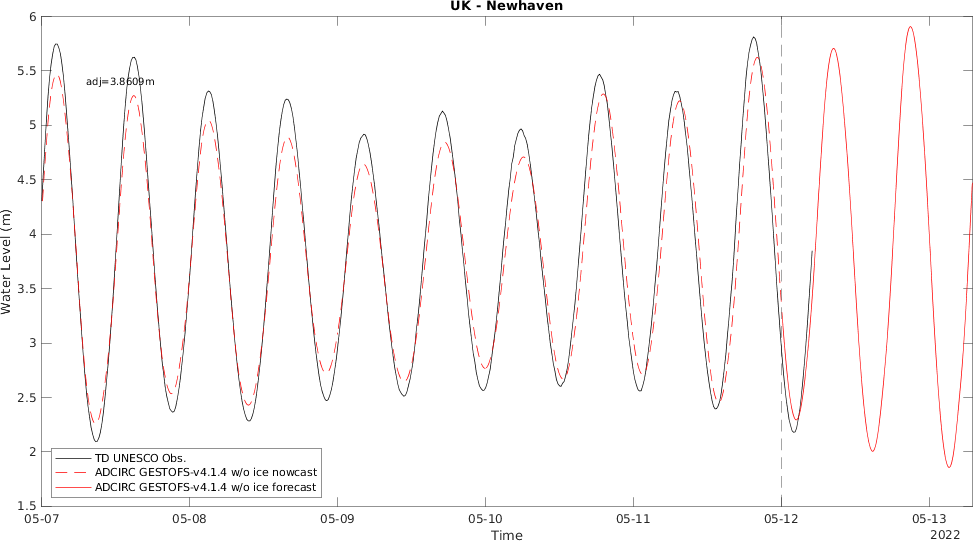 UK - Newhaven
6
5.5
5
4.5
4
3.5
3
2.5
2
1.5
Water Level (m)
adj=3.8609m
TD UNESCO Obs.
ADCIRC GESTOFS-v4.1.4 w/o ice nowcast
ADCIRC GESTOFS-v4.1.4 w/o ice forecast
05-07 05-08 05-09 05-10 05-11 05-12 05-13
Time
2022